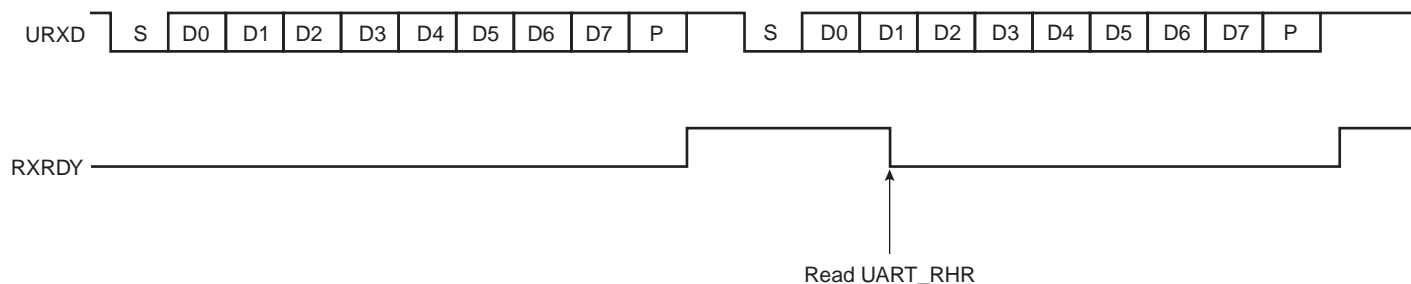 URXD S D0 D1 D2 D3 D4 D5 D6 D7 P S D0 D1 D2 D3 D4 D5 D6 D7 P
RXRDY
Read UART_RHR